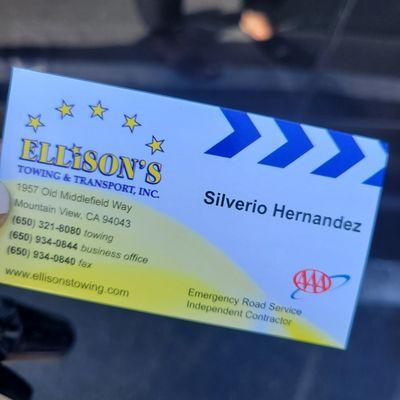 ELLISON'S
TOWING & TRANSPORT, INC.
1957 Old Middlefield Way
Mountain View, CA 94043
(650) 321-8080 towing
(650) 934-0844 business office
(650) 934-0840 fax
www.ellisonstowing.com
Silverio Hernandez
AAA
Emergency Road Service
Independent Contractor